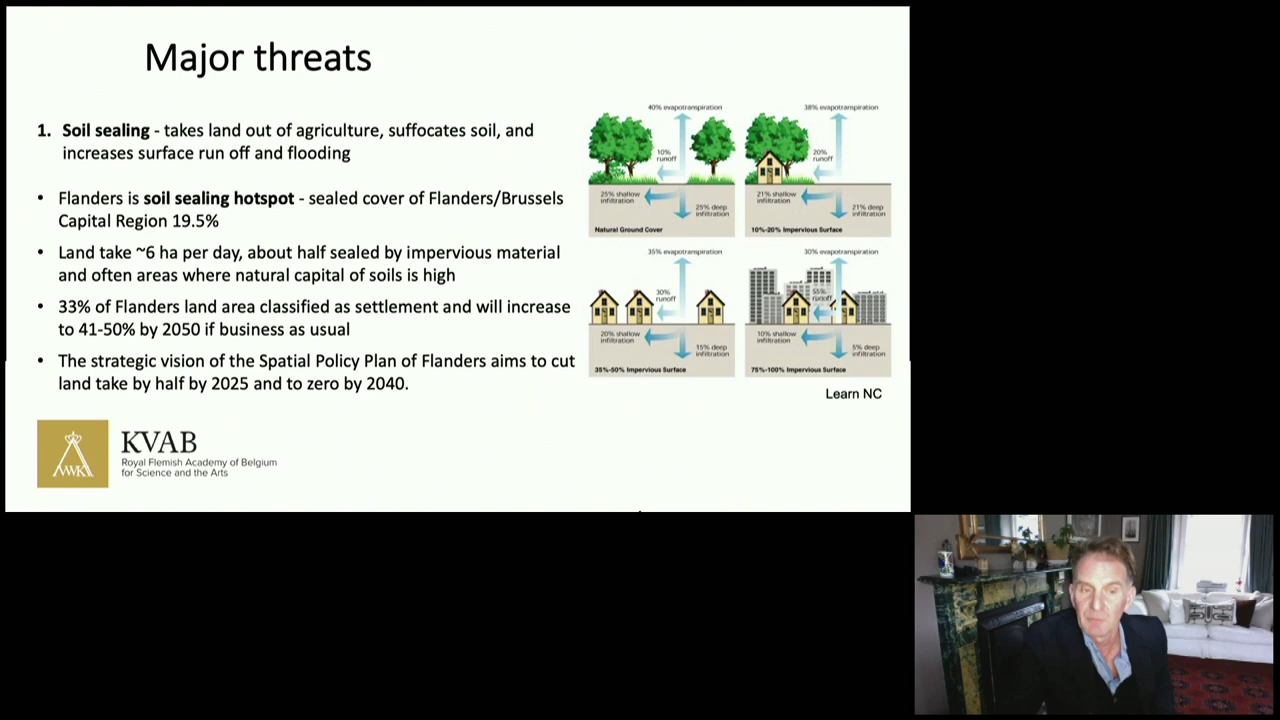 Major threats
1. Soil sealing - takes land out of agriculture, suffocates soil, and
increases surface run off and flooding
• Flanders is soil sealing hotspot - sealed cover of Flanders/Brussels
Capital Region 19.5%
• Land take ~6 ha per day, about half sealed by impervious material
and often areas where natural capital of soils is high
• 33% of Flanders land area classified as settlement and will increase
to 41-50% by 2050 if business as usual
• The strategic vision of the Spatial Policy Plan of Flanders aims to cut
land take by half by 2025 and to zero by 2040.
40% evapotranspiration
10%
runoff
25% shallow
infiltration
25% deep
infiltration
Natural Ground Cover
38% evapotranspiration
20%
runoff
21% shallow
infiltration
21% deep
infiltration
10%-20% Impervious Surface
35% evapotranspiration
30%
runoff
20% shallow
infiltration
15% deep
infiltration
35%-50% Impervious Surface
30% evapotranspiration
55%
runoff
10% shallow
infiltration
5% deep
infiltration
75%-100% Impervious Surface
Learn NC
KVAB
Royal Flemish Academy of Belgium
for Science and the Arts